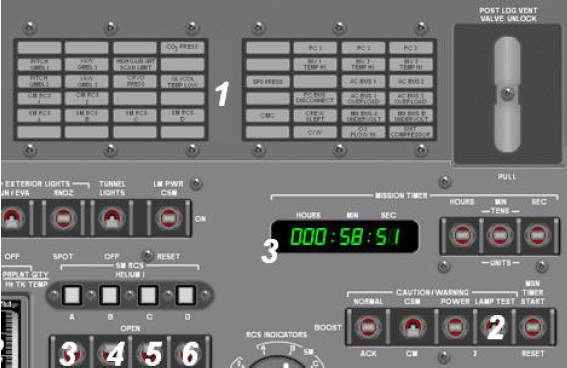 POST LDG VENT
VALVE UNLOCK
CO2 PRESS
FC 1
FC 2
FC 3
PITCH
GMBL 1
YAW
GMBL 1
HIGH GAIN ANT
SCAN LIMIT
BU 1
TEMP HI
TEMP HI
TEMP HI
PITCH
GMBL 2
YAW
GMBL 2
CRYO
PRESS
GLYCOL
TEMP LOW
SPS PRESS
AC BUS 1
AC BUS 2
CM RCS
1
CM RCS
2
FC BUS
DISCONNECT
AC BUS 1
OVERLOAD
AC BUS 2
OVERLOAD
SM RCS
A
SM RCS
B
SM RCS
C
SM RCS
D
CMC
CREW
ALERT
MN BUS A
UNDERVOLT
MN BUS B
UNDERVOLT
C/W
O2
FLOW HI
SUIT
COMPRESSOR
1
PULL
EXTERIOR LIGHTS
TUNNEL
LIGHTS
LM PWR
CSM
N/EVA
RNDZ
ON
MISSION TIMER
HOURS
MIN
SEC
HOURS
MIN
SEC
TENS
000:58:51
3
UNITS
OFF
SPOT
OFF
RESET
PRPLNT QTY
He TK TEMP
SM RCS
HELIUM 1
A
B
C
D
CAUTION/WARNING
NORMAL
CSM
POWER
LAMP TEST
MSN
TIMER
START
BOOST
2
ACK
CM
2
RESET
OPEN
3
4
5
6
RCS INDICATORS
A
B
SM
C